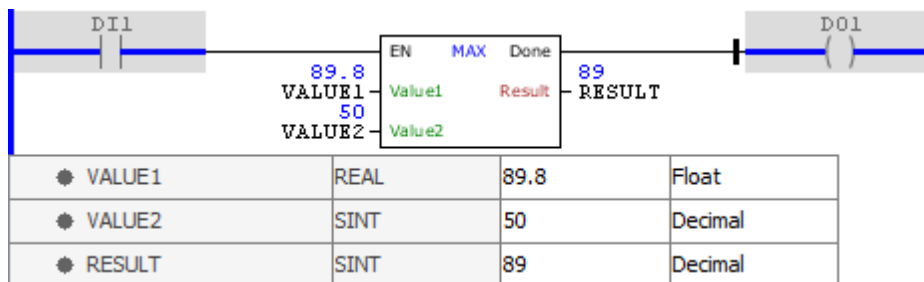 DI1 DO1
EN MAX Done
89.8 89
VALUE1 Value1 Result RESULT
50
VALUE2 Value2
VALUE1 REAL 89.8 Float
VALUE2 SINT 50 Decimal
RESULT SINT 89 Decimal